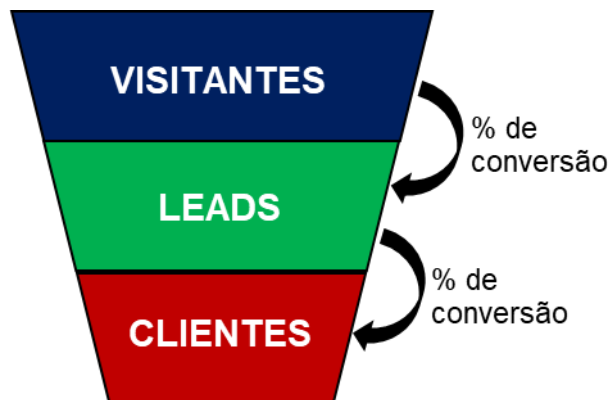 VISITANTES
% de
conversão
LEADS
% de
conversão
CLIENTES